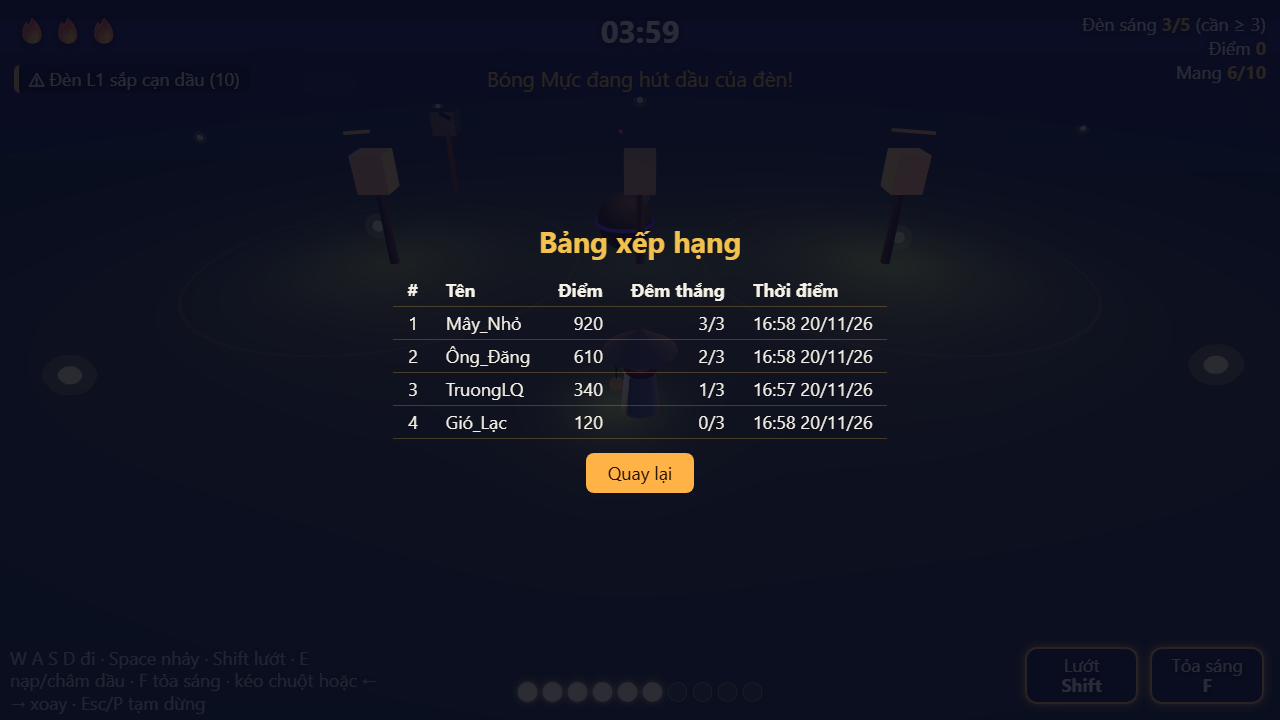 03:59
Đèn sáng 3/5 (cần ≥ 3)
Điểm 0
Mang 6/10
⚠ Đèn L1 sắp cạn dầu (10)
Bóng Mực đang hút dầu của đèn!
Bảng xếp hạng
# Tên Điểm Đêm thắng Thời điểm
1 Mây_Nhỏ 920 3/3 16:58 20/11/26
2 Ông_Đăng 610 2/3 16:58 20/11/26
3 TruongLQ 340 1/3 16:57 20/11/26
4 Gió_Lạc 120 0/3 16:58 20/11/26
Quay lại
W A S D đi · Space nhảy · Shift lướt · E
nạp/châm dầu · F tỏa sáng · kéo chuột hoặc ←
→ xoay · Esc/P tạm dừng
Lướt
Shift
Tỏa sáng
F